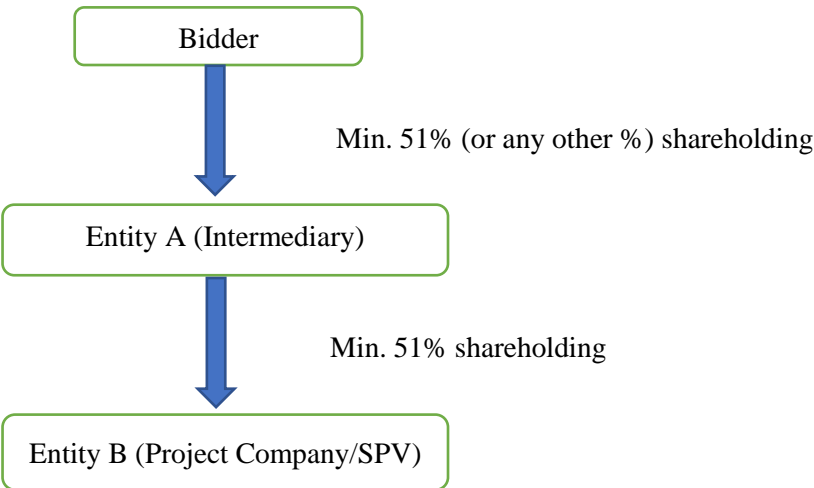 Bidder
Min. 51% (or any other %) shareholding
Entity A (Intermediary)
Min. 51% shareholding
Entity B (Project Company/SPV)